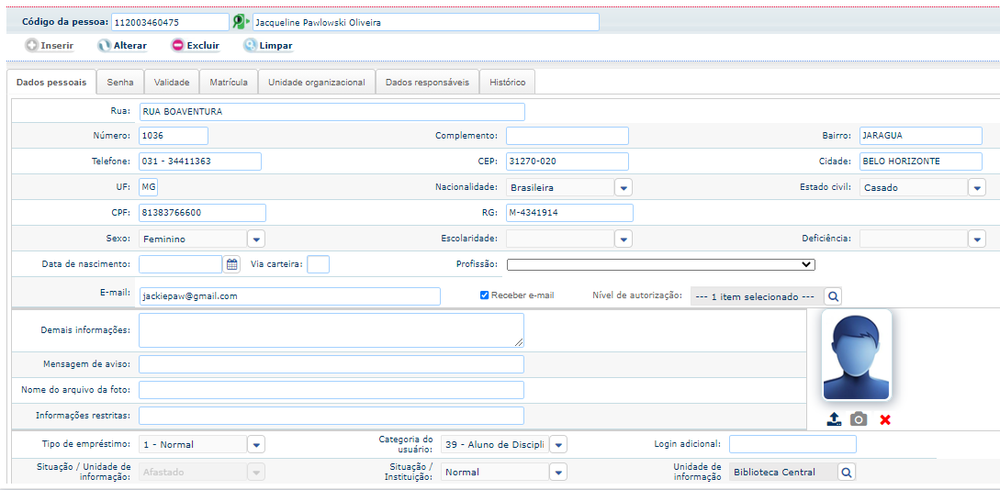 Código da pessoa: 112003460475 Jacqueline Pawlowski Oliveira
Inserir Alterar Excluir Limpar
Dados pessoais Senha Validade Matrícula Unidade organizacional Dados responsáveis Histórico
Rua: RUA BOAVENTURA
Número: 1036 Complemento: Bairro: JARAGUA
Telefone: 031 - 34411363 CEP: 31270-020 Cidade: BELO HORIZONTE
UF: MG Nacionalidade: Brasileira Estado civil: Casado
CPF: 81383766600 RG: M-4341914
Sexo: Feminino Escolaridade: Deficiência:
Data de nascimento: Via carteira: Profissão:
E-mail: jackiepaw@gmail.com Receber e-mail Nível de autorização: --- 1 item selecionado ---
Demais informações:
Mensagem de aviso:
Nome do arquivo da foto:
Informações restritas:
Tipo de empréstimo: 1 - Normal Categoria do usuário: 39 - Aluno de Discipli Login adicional:
Situação / Unidade de informação: Afastado Situação / Instituição: Normal Unidade de informação Biblioteca Central